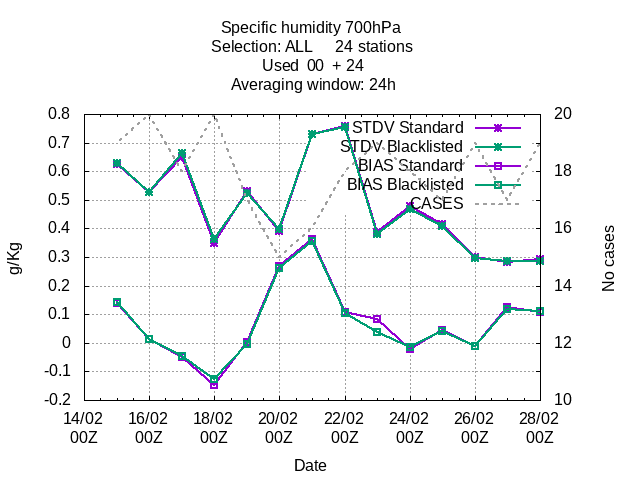 Specific humidity 700hPa
Selection: ALL 24 stations
Used 00 + 24
Averaging window: 24h
0.8
0.7
0.6
0.5
0.4
0.3
0.2
0.1
0
-0.1
-0.2
g/Kg
20
18
16
14
12
10
No cases
STDV Standard
STDV Blacklisted
BIAS Standard
BIAS Blacklisted
CASES
14/02 16/02 18/02 20/02 22/02 24/02 26/02 28/02
00Z 00Z 00Z 00Z 00Z 00Z 00Z 00Z
Date